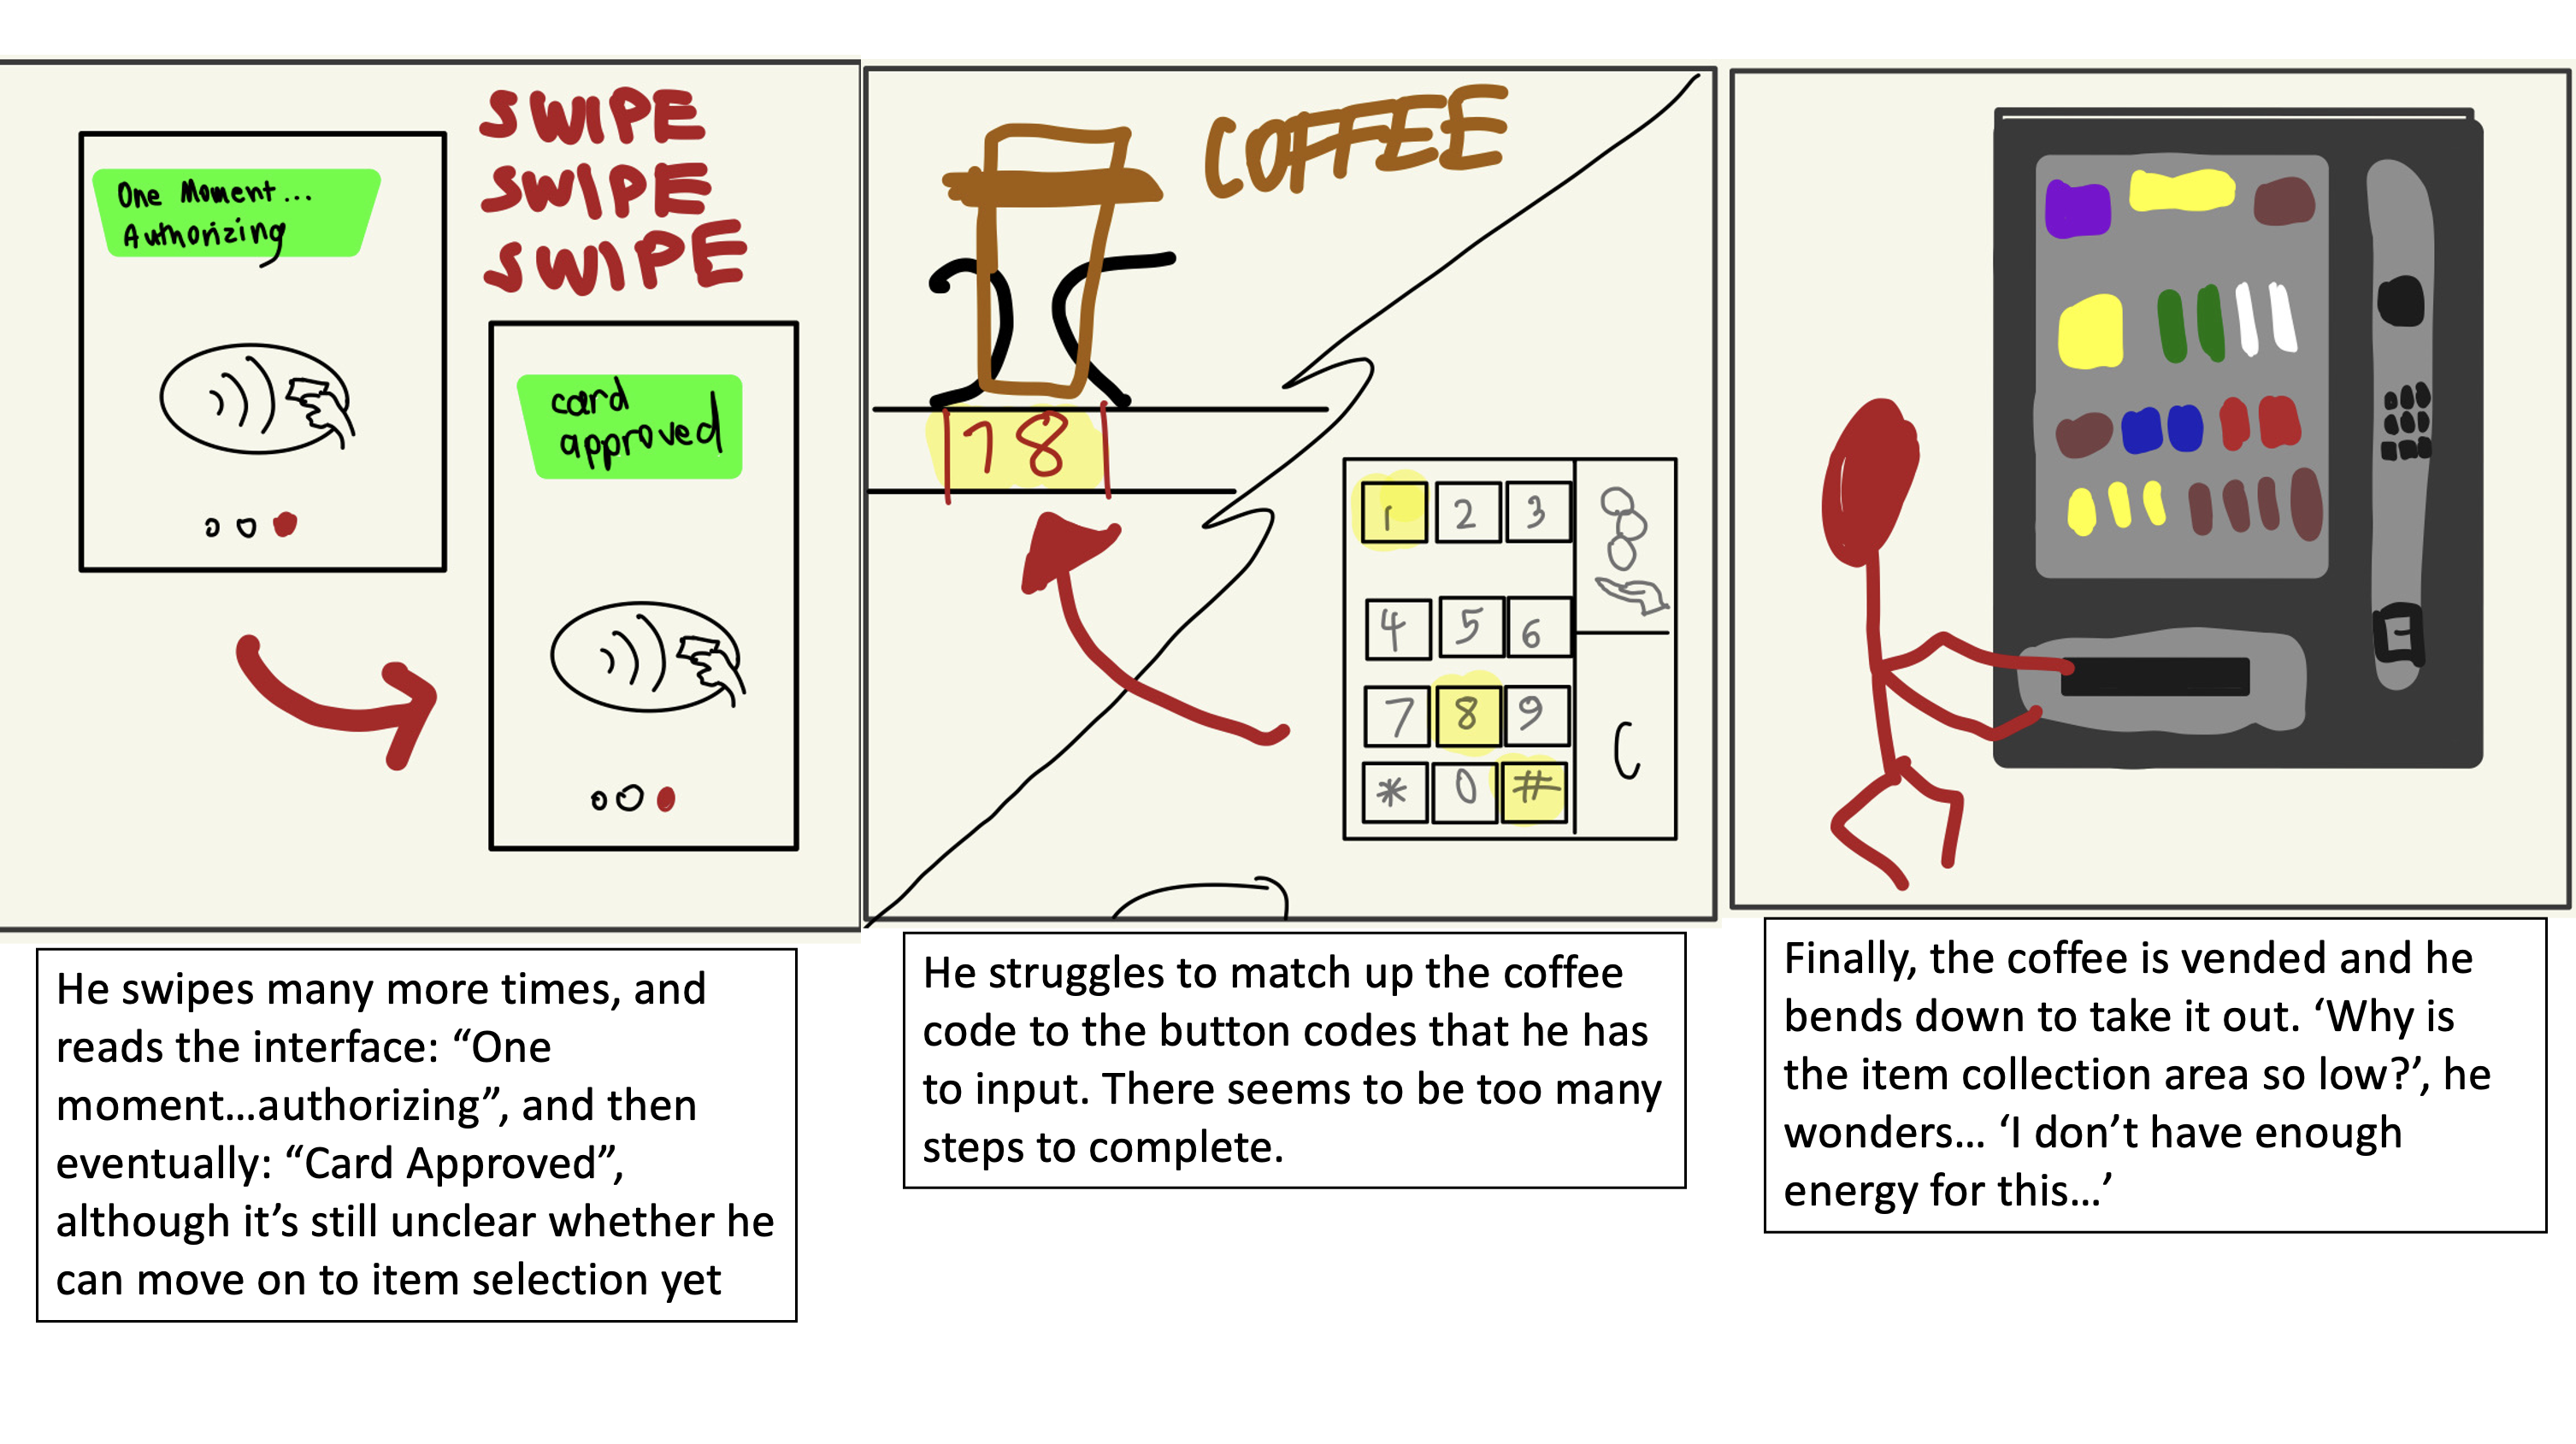 One Moment...
Authorizing
SWIPE
SWIPE
SWIPE
card
approved
He swipes many more times, and
reads the interface: “One
moment…authorizing”, and then
eventually: “Card Approved”,
although it’s still unclear whether he
can move on to item selection yet
COFFEE
18
1 2 3
4 5 6
7 8 9
* 0 #
C
He struggles to match up the coffee
code to the button codes that he has
to input. There seems to be too many
steps to complete.
Finally, the coffee is vended and he
bends down to take it out. ‘Why is
the item collection area so low?’, he
wonders… ‘I don’t have enough
energy for this…’